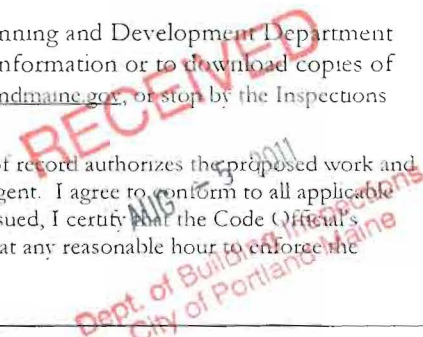 nning and Development Department
nformation or to download copies of
ndmaine.gov, or stop by the Inspections
RECEIVED
of record authorizes the proposed work and
gent. I agree to conform to all applicable
sued, I certify that the Code Official's
at any reasonable hour to enforce the
AUG - 5 2011
Dept. of Building Inspections
City of Portland Maine